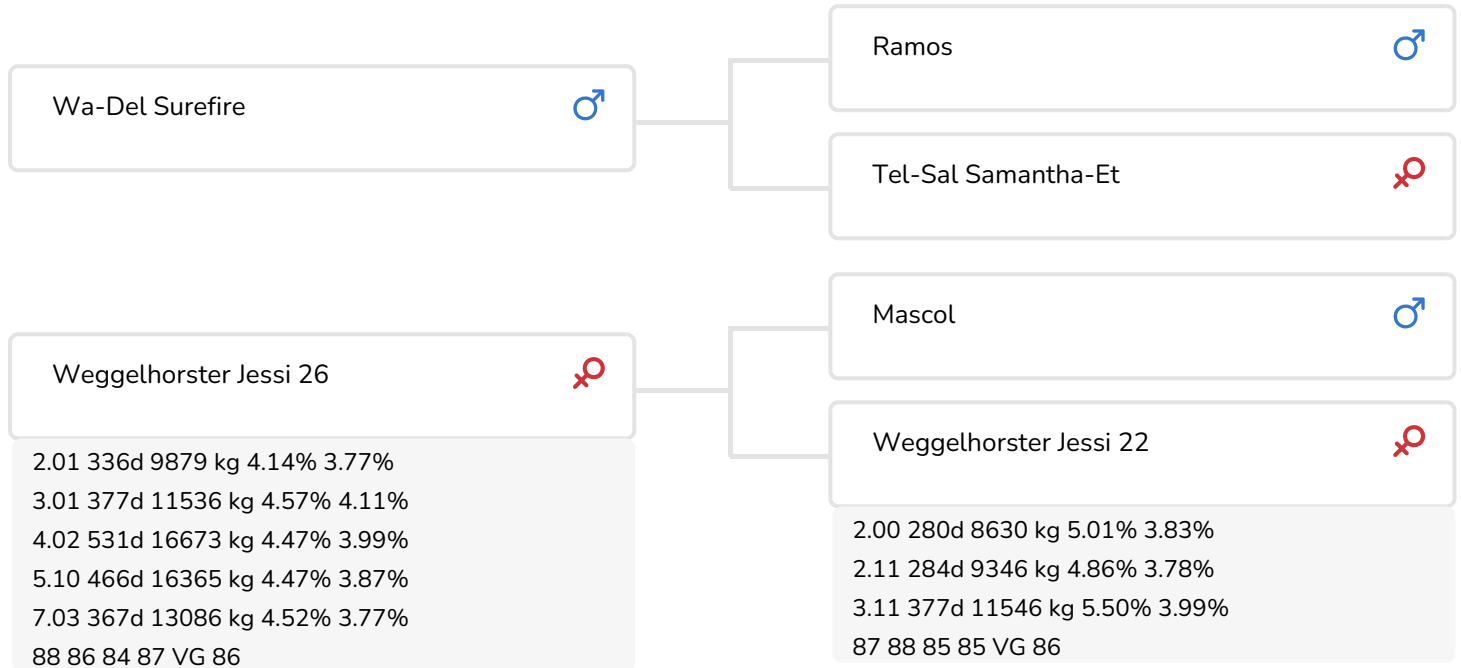 Wa-Del Surefire
Ramos
Tel-Sal Samantha-Et
Weggelhorster Jessi 26
2.01 336d 9879 kg 4.14% 3.77%
3.01 377d 11536 kg 4.57% 4.11%
4.02 531d 16673 kg 4.47% 3.99%
5.10 466d 16365 kg 4.47% 3.87%
7.03 367d 13086 kg 4.52% 3.77%
88 86 84 87 VG 86
Mascol
Weggelhorster Jessi 22
2.00 280d 8630 kg 5.01% 3.83%
2.11 284d 9346 kg 4.86% 3.78%
3.11 377d 11546 kg 5.50% 3.99%
87 88 85 85 VG 86